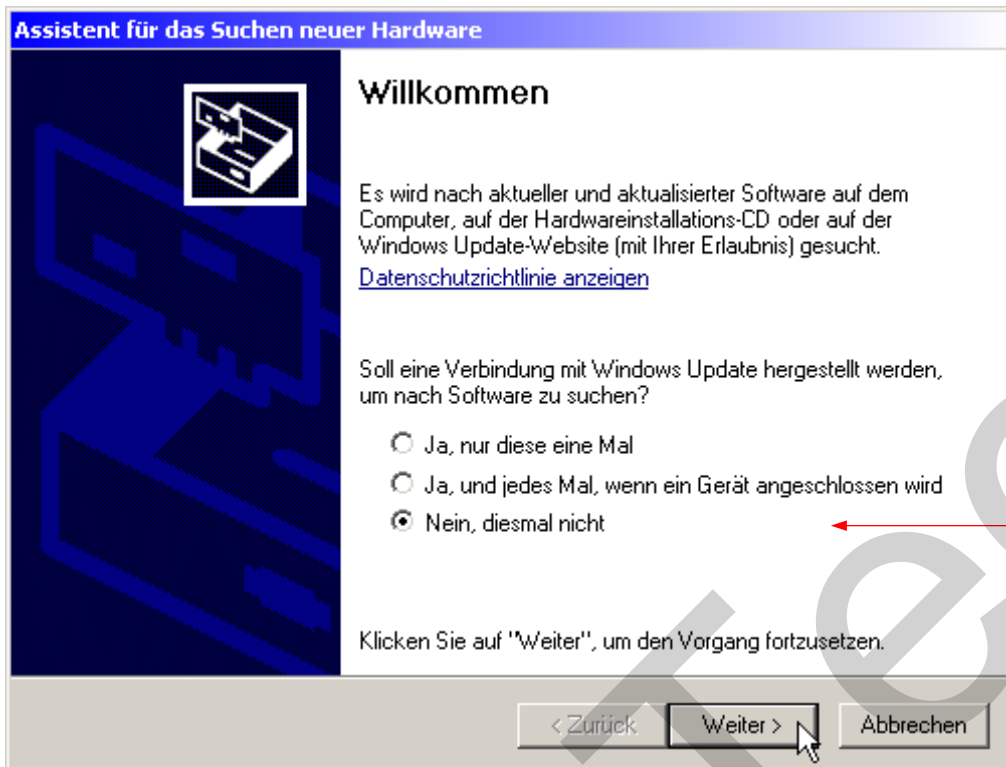 Assistent für das Suchen neuer Hardware
Willkommen
Es wird nach aktueller und aktualisierter Software auf dem
Computer, auf der Hardwareinstallations-CD oder auf der
Windows Update-Website (mit Ihrer Erlaubnis) gesucht.
Datenschutzrichtlinie anzeigen
Soll eine Verbindung mit Windows Update hergestellt werden,
um nach Software zu suchen?
Ja, nur diese eine Mal
Ja, und jedes Mal, wenn ein Gerät angeschlossen wird
Nein, diesmal nicht
Klicken Sie auf "Weiter", um den Vorgang fortzusetzen.
< Zurück Weiter > Abbrechen